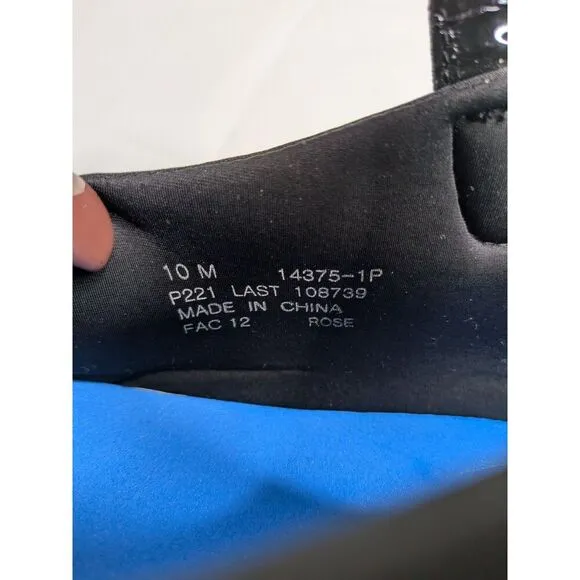 10 M 14375-1P
P221 LAST 108739
MADE IN CHINA
FAC 12 ROSE